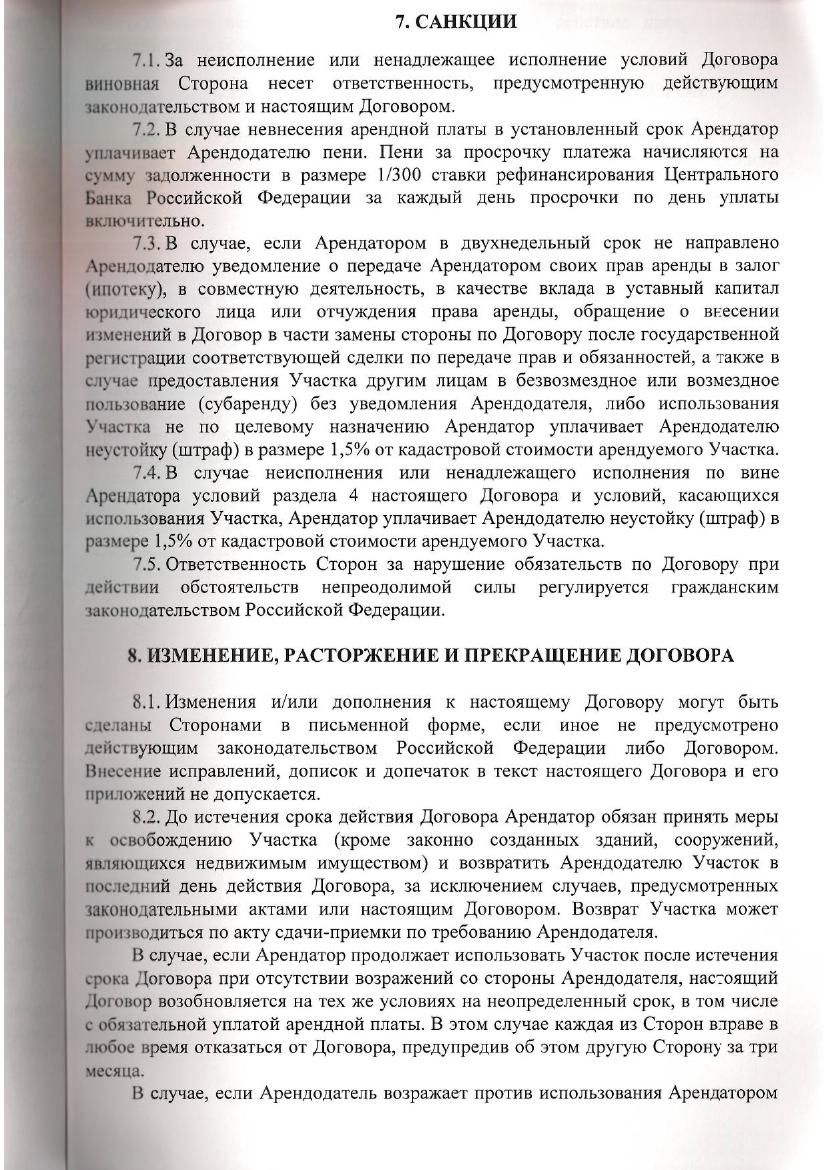 7. САНКЦИИ
7.1. За неисполнение или ненадлежащее исполнение условий Договора
виновная Сторона несет ответственность, предусмотренную действующим
законодательством и настоящим Договором.
7.2. В случае невнесения арендной платы в установленный срок Арендатор
уплачивает Арендодателю пени. Пени за просрочку платежа начисляются на
сумму задолженности в размере 1/300 ставки рефинансирования Центрального
Банка Российской Федерации за каждый день просрочки по день уплаты
включительно.
7.3. В случае, если Арендатором в двухнедельный срок не направлено
Арендодателю уведомление о передаче Арендатором своих прав аренды в залог
(ипотеку), в совместную деятельность, в качестве вклада в уставный капитал
юридического лица или отчуждения права аренды, обращение о внесении
изменений в Договор в части замены стороны по Договору после государственной
регистрации соответствующей сделки по передаче прав и обязанностей, а также в
случае предоставления Участка другим лицам в безвозмездное или возмездное
пользование (субаренду) без уведомления Арендодателя, либо использования
Участка не по целевому назначению Арендатор уплачивает Арендодателю
неустойку (штраф) в размере 1,5% от кадастровой стоимости арендуемого Участка.
7.4. В случае неисполнения или ненадлежащего исполнения по вине
Арендатора условий раздела 4 настоящего Договора и условий, касающихся
использования Участка, Арендатор уплачивает Арендодателю неустойку (штраф) в
размере 1,5% от кадастровой стоимости арендуемого Участка.
7.5. Ответственность Сторон за нарушение обязательств по Договору при
действии обстоятельств непреодолимой силы регулируется гражданским
законодательством Российской Федерации.
8. ИЗМЕНЕНИЕ, РАСТОРЖЕНИЕ И ПРЕКРАЩЕНИЕ ДОГОВОРА
8.1. Изменения и/или дополнения к настоящему Договору могут быть
сделаны Сторонами в письменной форме, если иное не предусмотрено
действующим законодательством Российской Федерации либо Договором.
Внесение исправлений, дописок и допечаток в текст настоящего Договора и его
приложений не допускается.
8.2. До истечения срока действия Договора Арендатор обязан принять меры
к освобождению Участка (кроме законно созданных зданий, сооружений,
являющихся недвижимым имуществом) и возвратить Арендодателю Участок в
последний день действия Договора, за исключением случаев, предусмотренных
законодательными актами или настоящим Договором. Возврат Участка может
производиться по акту сдачи-приемки по требованию Арендодателя.
В случае, если Арендатор продолжает использовать Участок после истечения
срока Договора при отсутствии возражений со стороны Арендодателя, настоящий
Договор возобновляется на тех же условиях на неопределенный срок, в том числе
с обязательной уплатой арендной платы. В этом случае каждая из Сторон вправе в
любое время отказаться от Договора, предупредив об этом другую Сторону за три
месяца.
В случае, если Арендодатель возражает против использования Арендатором